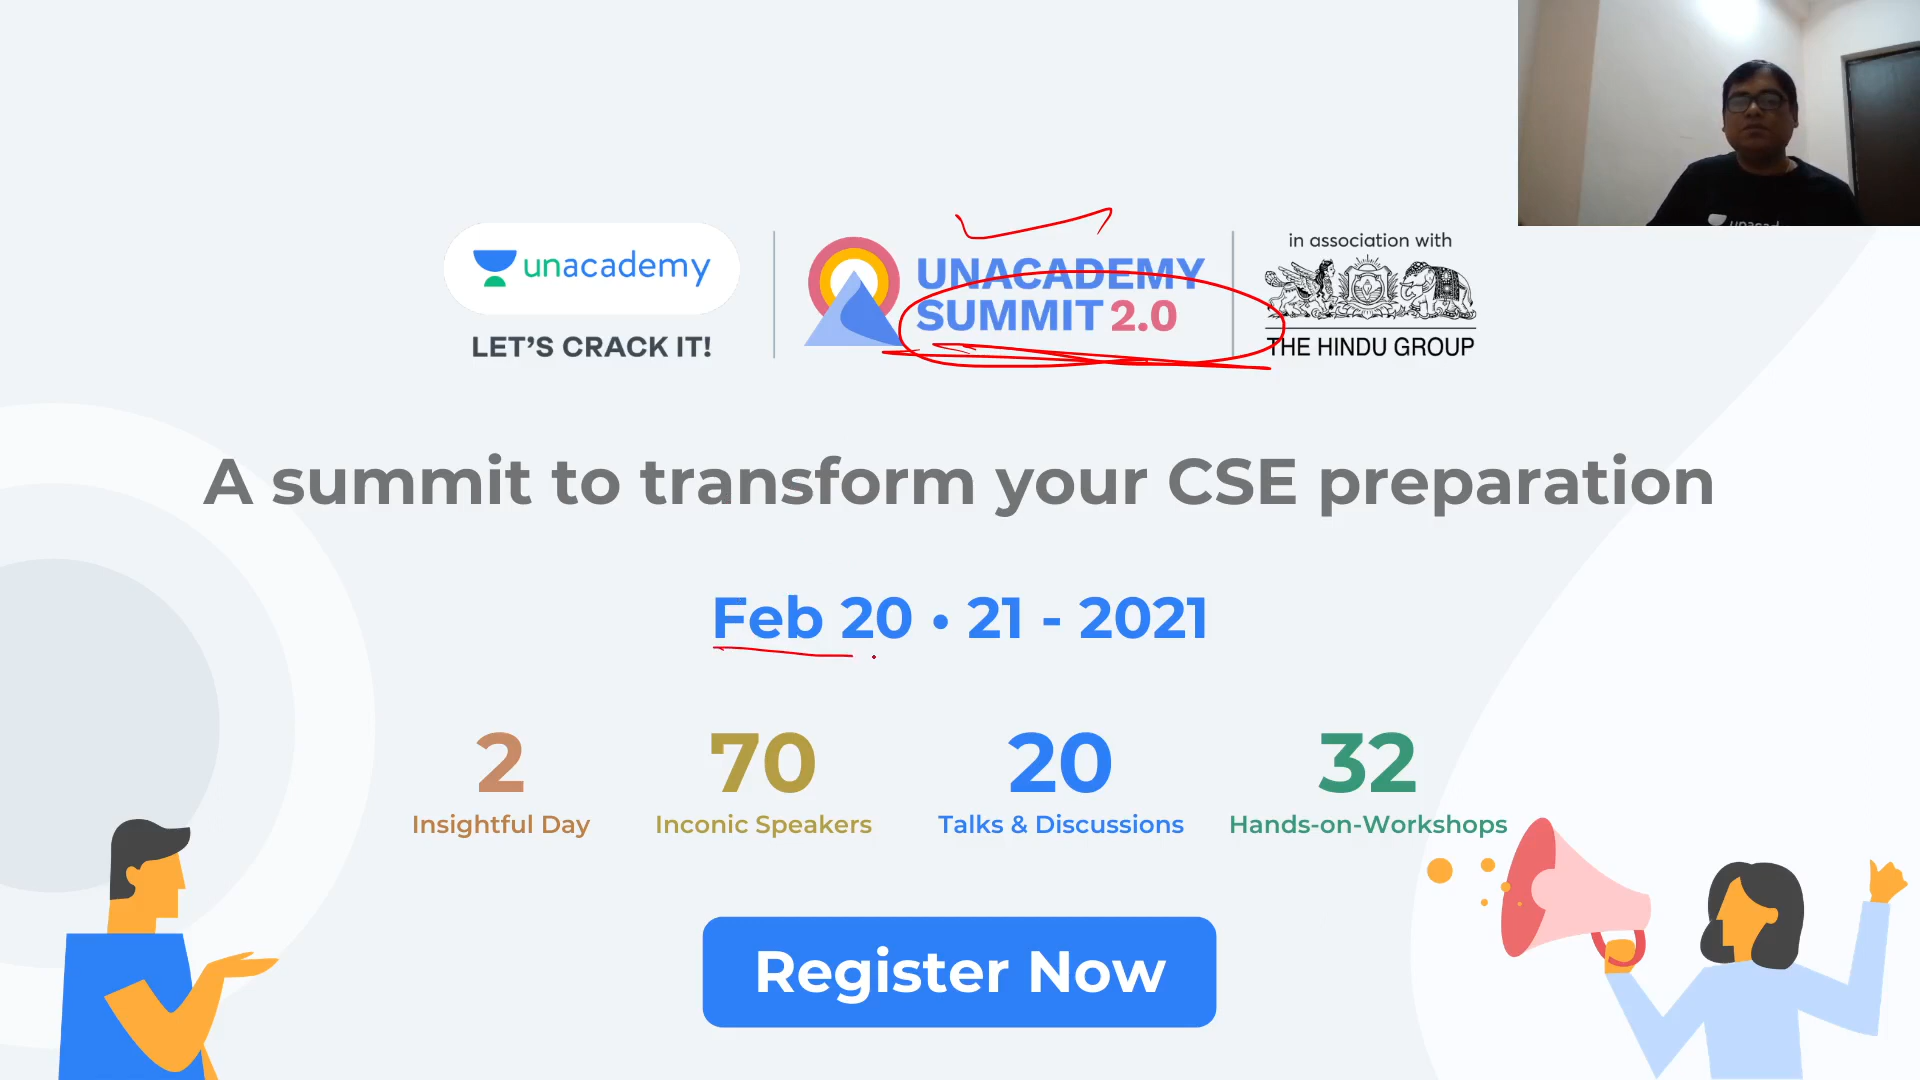 unacademy
LET'S CRACK IT!
UNACADEMY
SUMMIT 2.0
in association with
THE HINDU GROUP
A summit to transform your CSE preparation
Feb 20 • 21 - 2021
2
Insightful Day
70
Inconic Speakers
20
Talks & Discussions
32
Hands-on-Workshops
Register Now